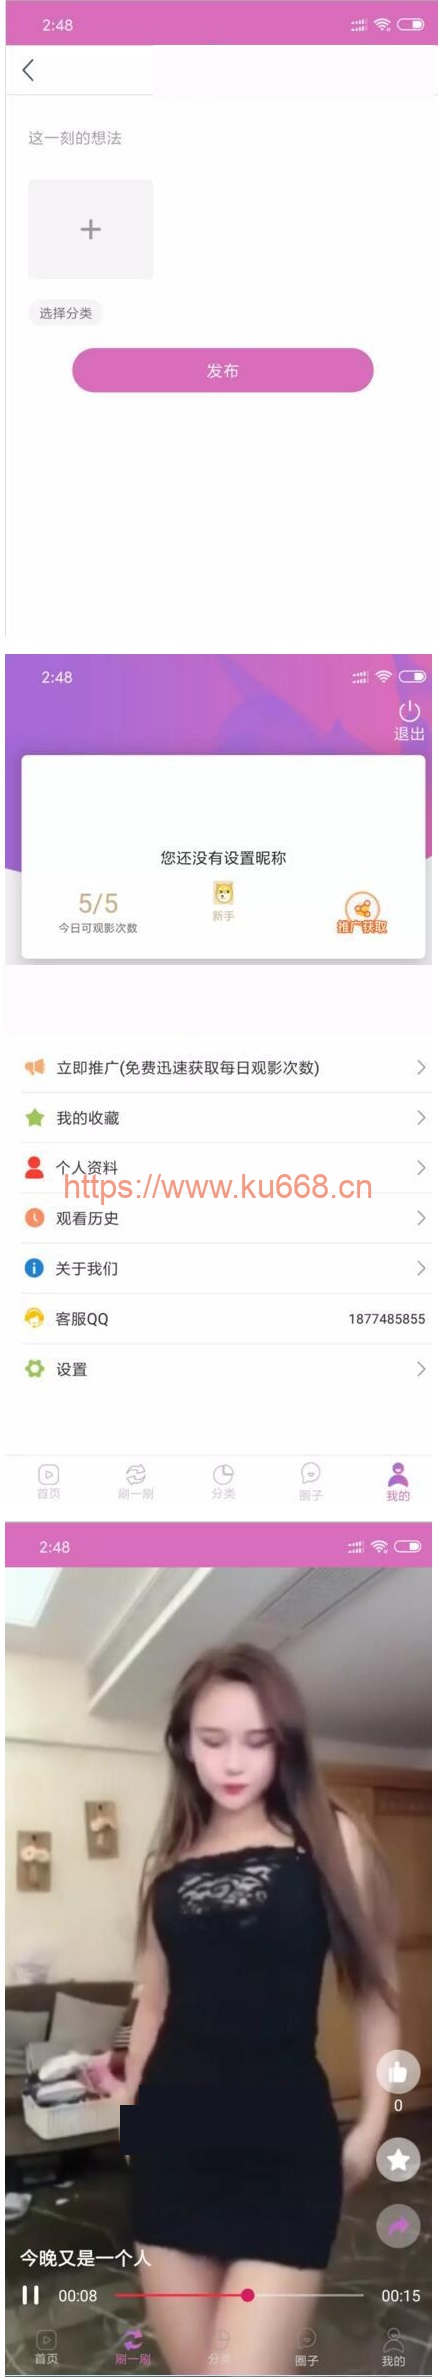 2:48
这一刻的想法
选择分类
发布
2:48
退出
您还没有设置昵称
5/5
今日可观影次数
新手
推广获取
立即推广(免费迅速获取每日观影次数)
我的收藏
个人资料
https://www.ku668.cn
观看历史
关于我们
客服QQ
1877485855
设置
首页
刷一刷
分类
圈子
我的
2:48
0
今晚又是一个人
00:08
00:15
首页
刷一刷
分类
圈子
我的